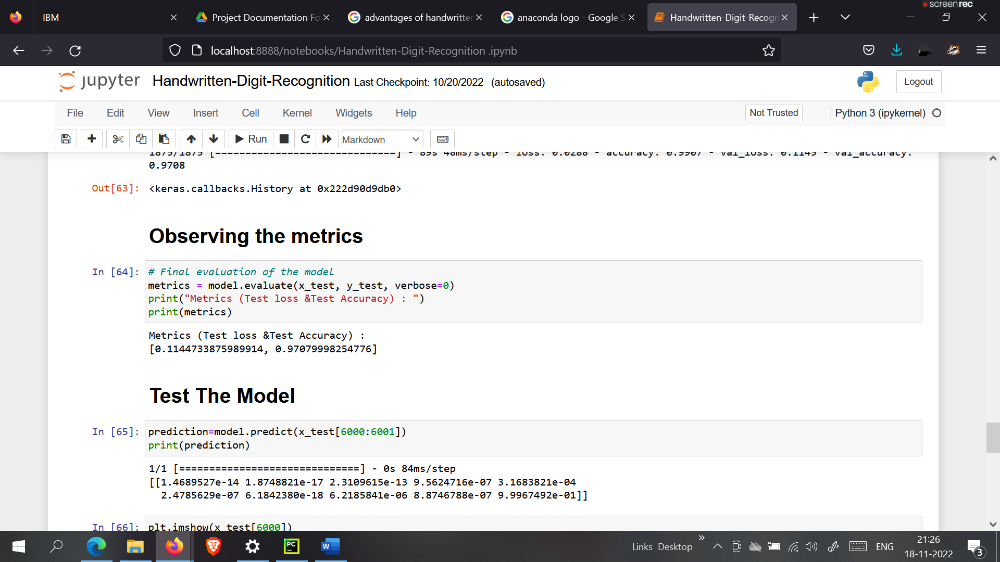 screenrec
IBM
Project Documentation Fo
advantages of handwritten
anaconda logo - Google S
Handwritten-Digit-Recogn
localhost:8888/notebooks/Handwritten-Digit-Recognition .ipynb
jupyter Handwritten-Digit-Recognition Last Checkpoint: 10/20/2022 (autosaved)
Logout
File Edit View Insert Cell Kernel Widgets Help
Not Trusted
Python 3 (ipykernel)
Run
Markdown
1875/1875 [==============================] - 89s 48ms/step - loss: 0.0288 - accuracy: 0.9907 - val_loss: 0.1145 - val_accuracy:
0.9708
Out[63]: <keras.callbacks.History at 0x222d90d9db0>
Observing the metrics
In [64]: # Final evaluation of the model
metrics = model.evaluate(x_test, y_test, verbose=0)
print("Metrics (Test loss &Test Accuracy) : ")
print(metrics)
Metrics (Test loss &Test Accuracy) :
[0.1144733875989914, 0.97079998254776]
Test The Model
In [65]: prediction=model.predict(x_test[6000:6001])
print(prediction)
1/1 [==============================] - 0s 84ms/step
[[1.4689527e-14 1.8748821e-17 2.3109615e-13 9.5624716e-07 3.1683821e-04
2.4785629e-07 6.1842380e-18 6.2185841e-06 8.8746788e-07 9.9967492e-01]]
In [66]: plt.imshow(x_test[6000])
PC
W
Links Desktop
ENG
21:26
18-11-2022
3